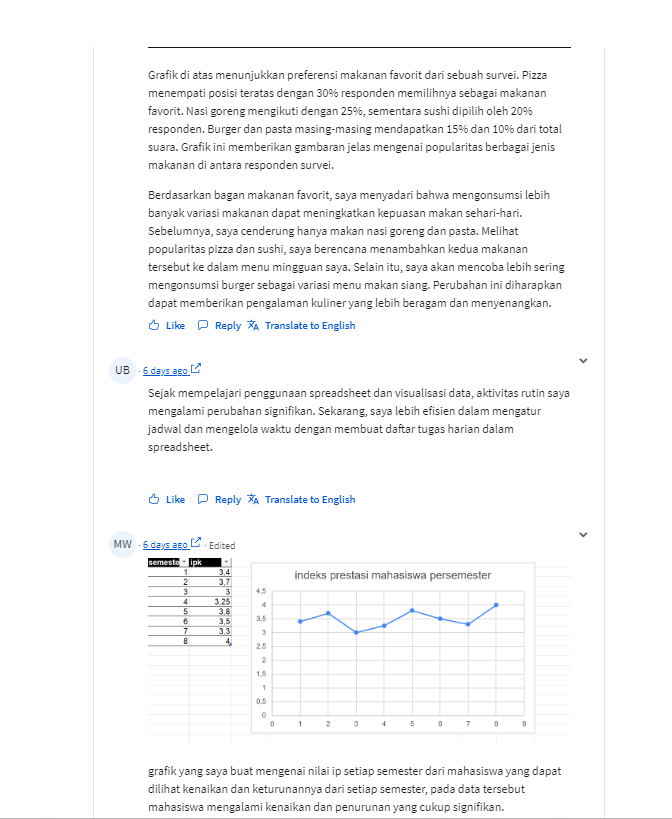 Grafik di atas menunjukkan preferensi makanan favorit dari sebuah survei. Pizza
menempati posisi teratas dengan 30% responden memilihnya sebagai makanan
favorit. Nasi goreng mengikuti dengan 25%, sementara sushi dipilih oleh 20%
responden. Burger dan pasta masing-masing mendapatkan 15% dan 10% dari total
suara. Grafik ini memberikan gambaran jelas mengenai popularitas berbagai jenis
makanan di antara responden survei.
Berdasarkan bagan makanan favorit, saya menyadari bahwa mengonsumsi lebih
banyak variasi makanan dapat meningkatkan kepuasan makan sehari-hari.
Sebelumnya, saya cenderung hanya makan nasi goreng dan pasta. Melihat
popularitas pizza dan sushi, saya berencana menambahkan kedua makanan
tersebut ke dalam menu mingguan saya. Selain itu, saya akan mencoba lebih sering
mengonsumsi burger sebagai variasi menu makan siang. Perubahan ini diharapkan
dapat memberikan pengalaman kuliner yang lebih beragam dan menyenangkan.
Like Reply Translate to English
UB · 6 days ago
Sejak mempelajari penggunaan spreadsheet dan visualisasi data, aktivitas rutin saya
mengalami perubahan signifikan. Sekarang, saya lebih efisien dalam mengatur
jadwal dan mengelola waktu dengan membuat daftar tugas harian dalam
spreadsheet.
Like Reply Translate to English
MW · 6 days ago · Edited
semeste ipk
1 3,4
2 3,7
3 3
4 3,25
5 3,8
6 3,5
7 3,3
8 4
indeks prestasi mahasiswa persemester
4,5
4
3,5
3
2,5
2
1,5
1
0,5
0
0 1 2 3 4 5 6 7 8 9
grafik yang saya buat mengenai nilai ip setiap semester dari mahasiswa yang dapat
dilihat kenaikan dan keturunannya dari setiap semester, pada data tersebut
mahasiswa mengalami kenaikan dan penurunan yang cukup signifikan.